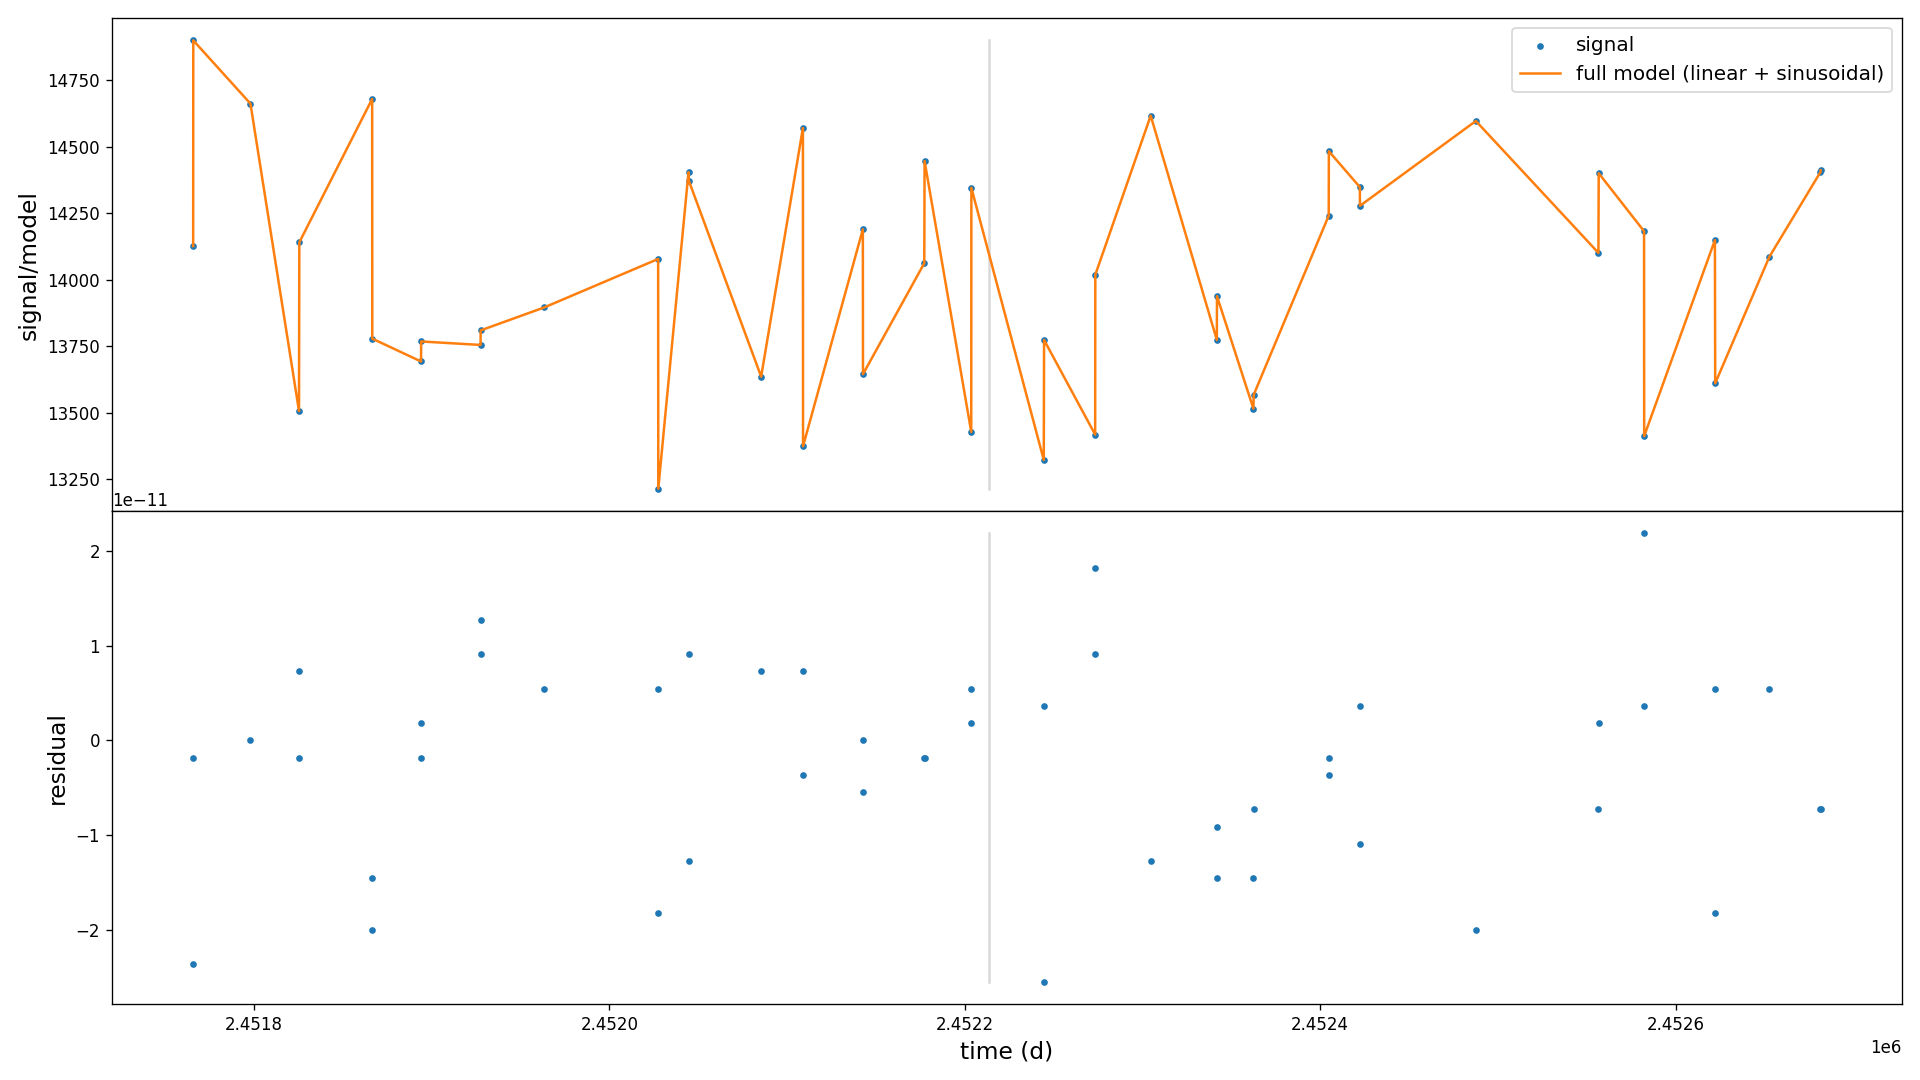 signal
full model (linear + sinusoidal)
signal/model
14750
14500
14250
14000
13750
13500
13250
1e−11
residual
2
1
0
−1
−2
2.4518
2.4520
2.4522
2.4524
2.4526
time (d)
1e6